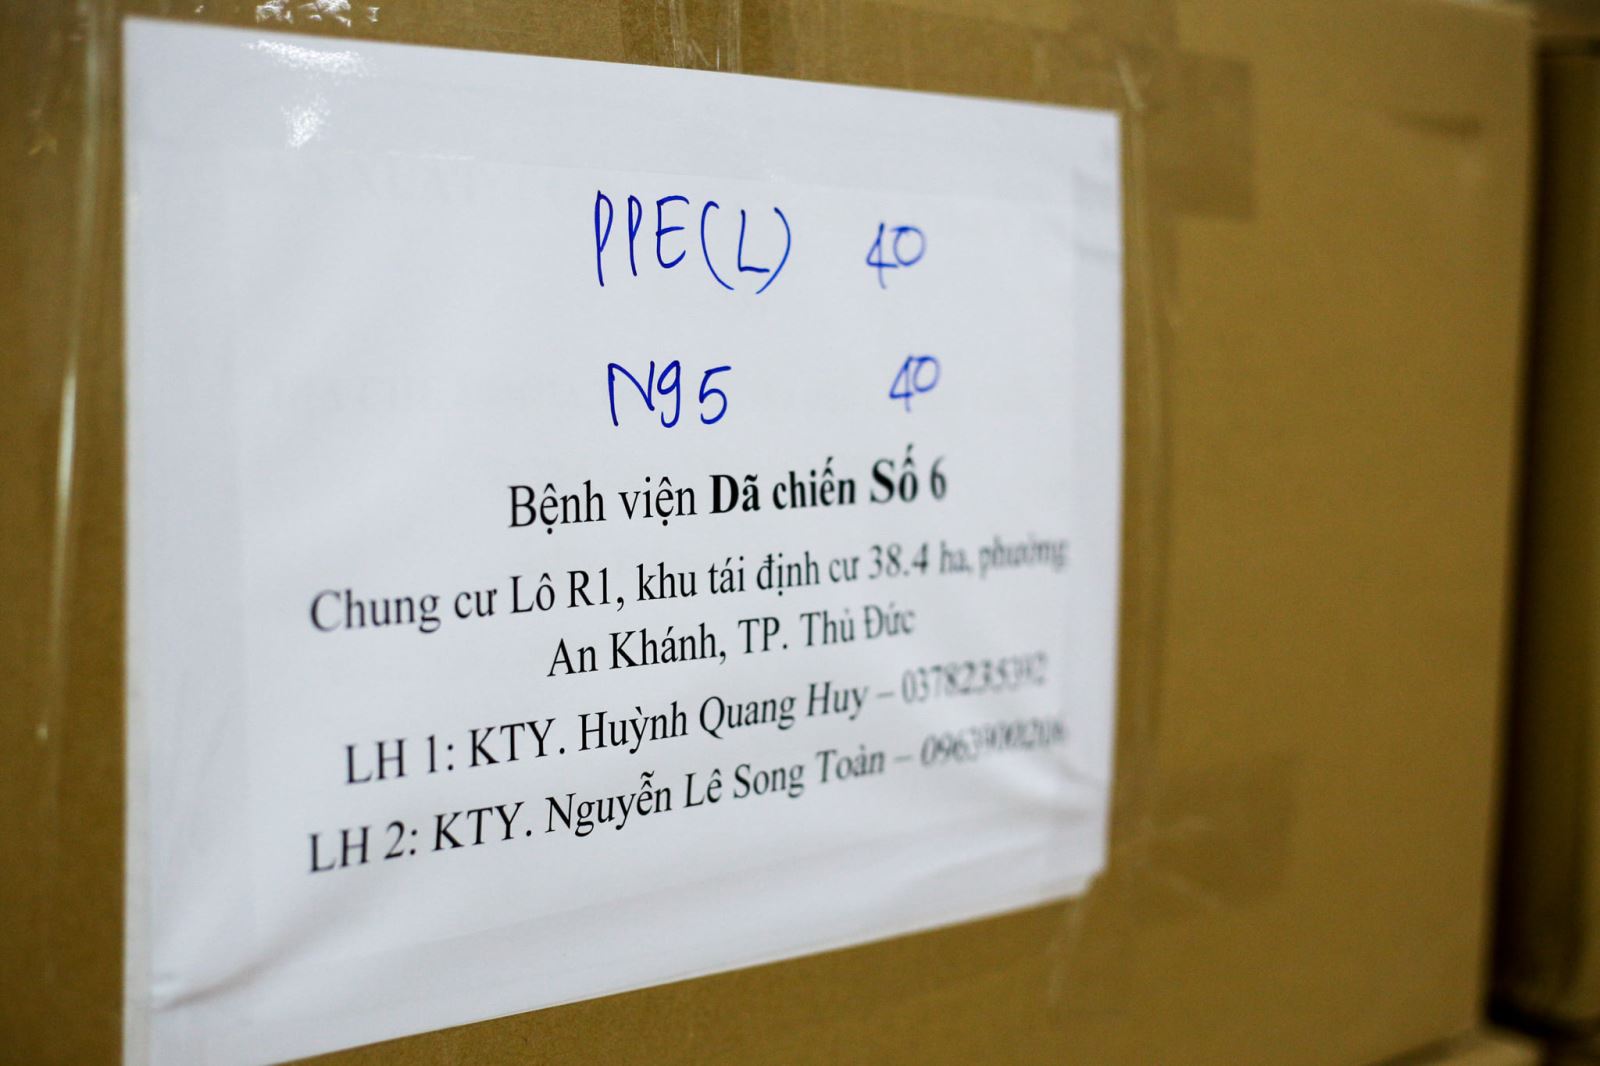 PPE(L) 40
N95 40
Bệnh viện Dã chiến Số 6
Chung cư Lô R1, khu tái định cư 38.4 ha, phường
An Khánh, TP. Thủ Đức
LH 1: KTY. Huỳnh Quang Huy – 0378235392
LH 2: KTY. Nguyễn Lê Song Toàn –